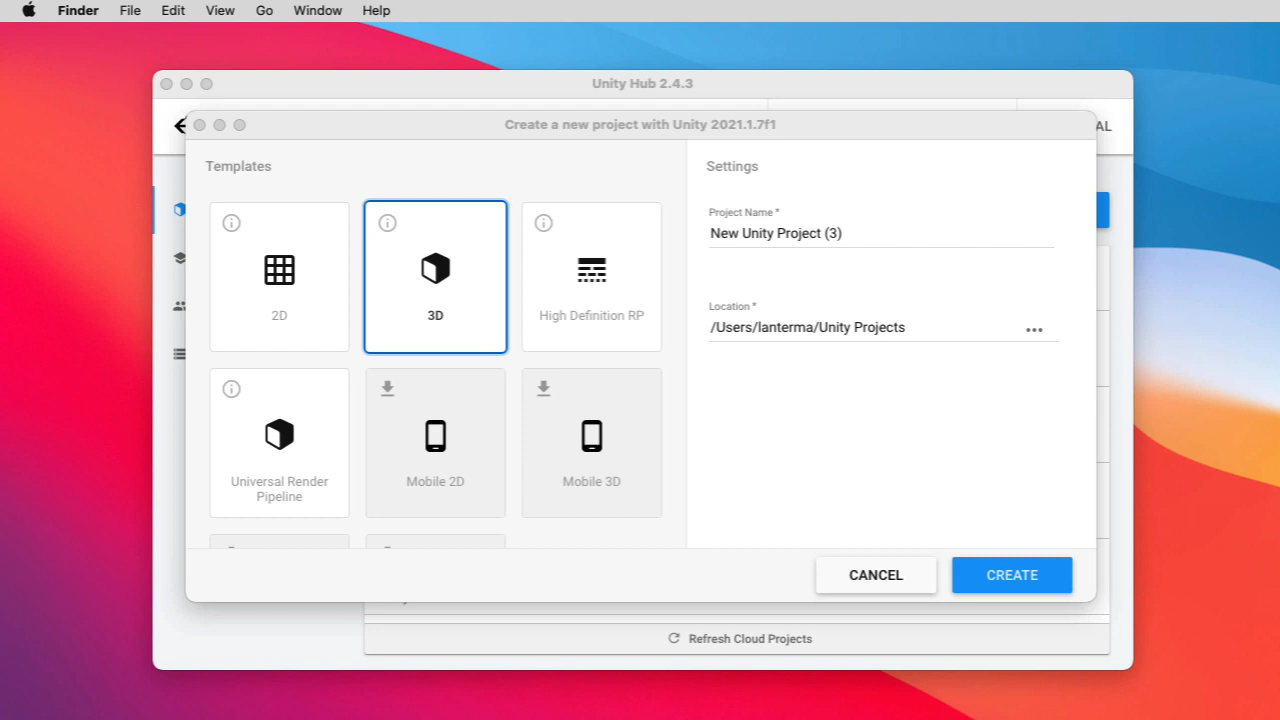 Finder File Edit View Go Window Help
Unity Hub 2.4.3
AL
Create a new project with Unity 2021.1.7f1
Templates
2D
3D
High Definition RP
Universal Render
Pipeline
Mobile 2D
Mobile 3D
Settings
Project Name *
New Unity Project (3)
Location *
/Users/lanterma/Unity Projects
CANCEL
CREATE
Refresh Cloud Projects